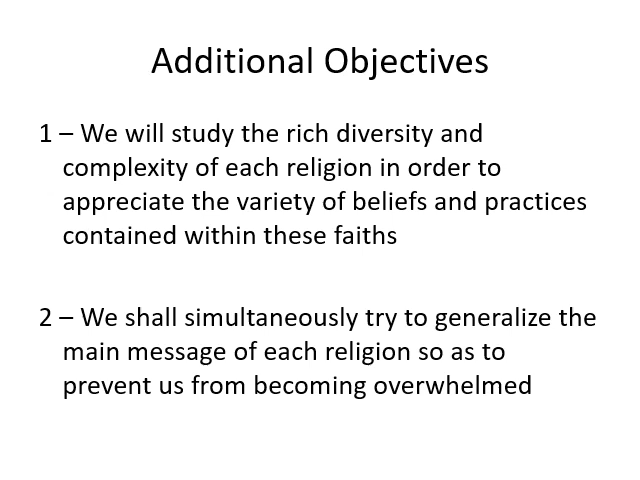 Additional Objectives
1 – We will study the rich diversity and
complexity of each religion in order to
appreciate the variety of beliefs and practices
contained within these faiths
2 – We shall simultaneously try to generalize the
main message of each religion so as to
prevent us from becoming overwhelmed